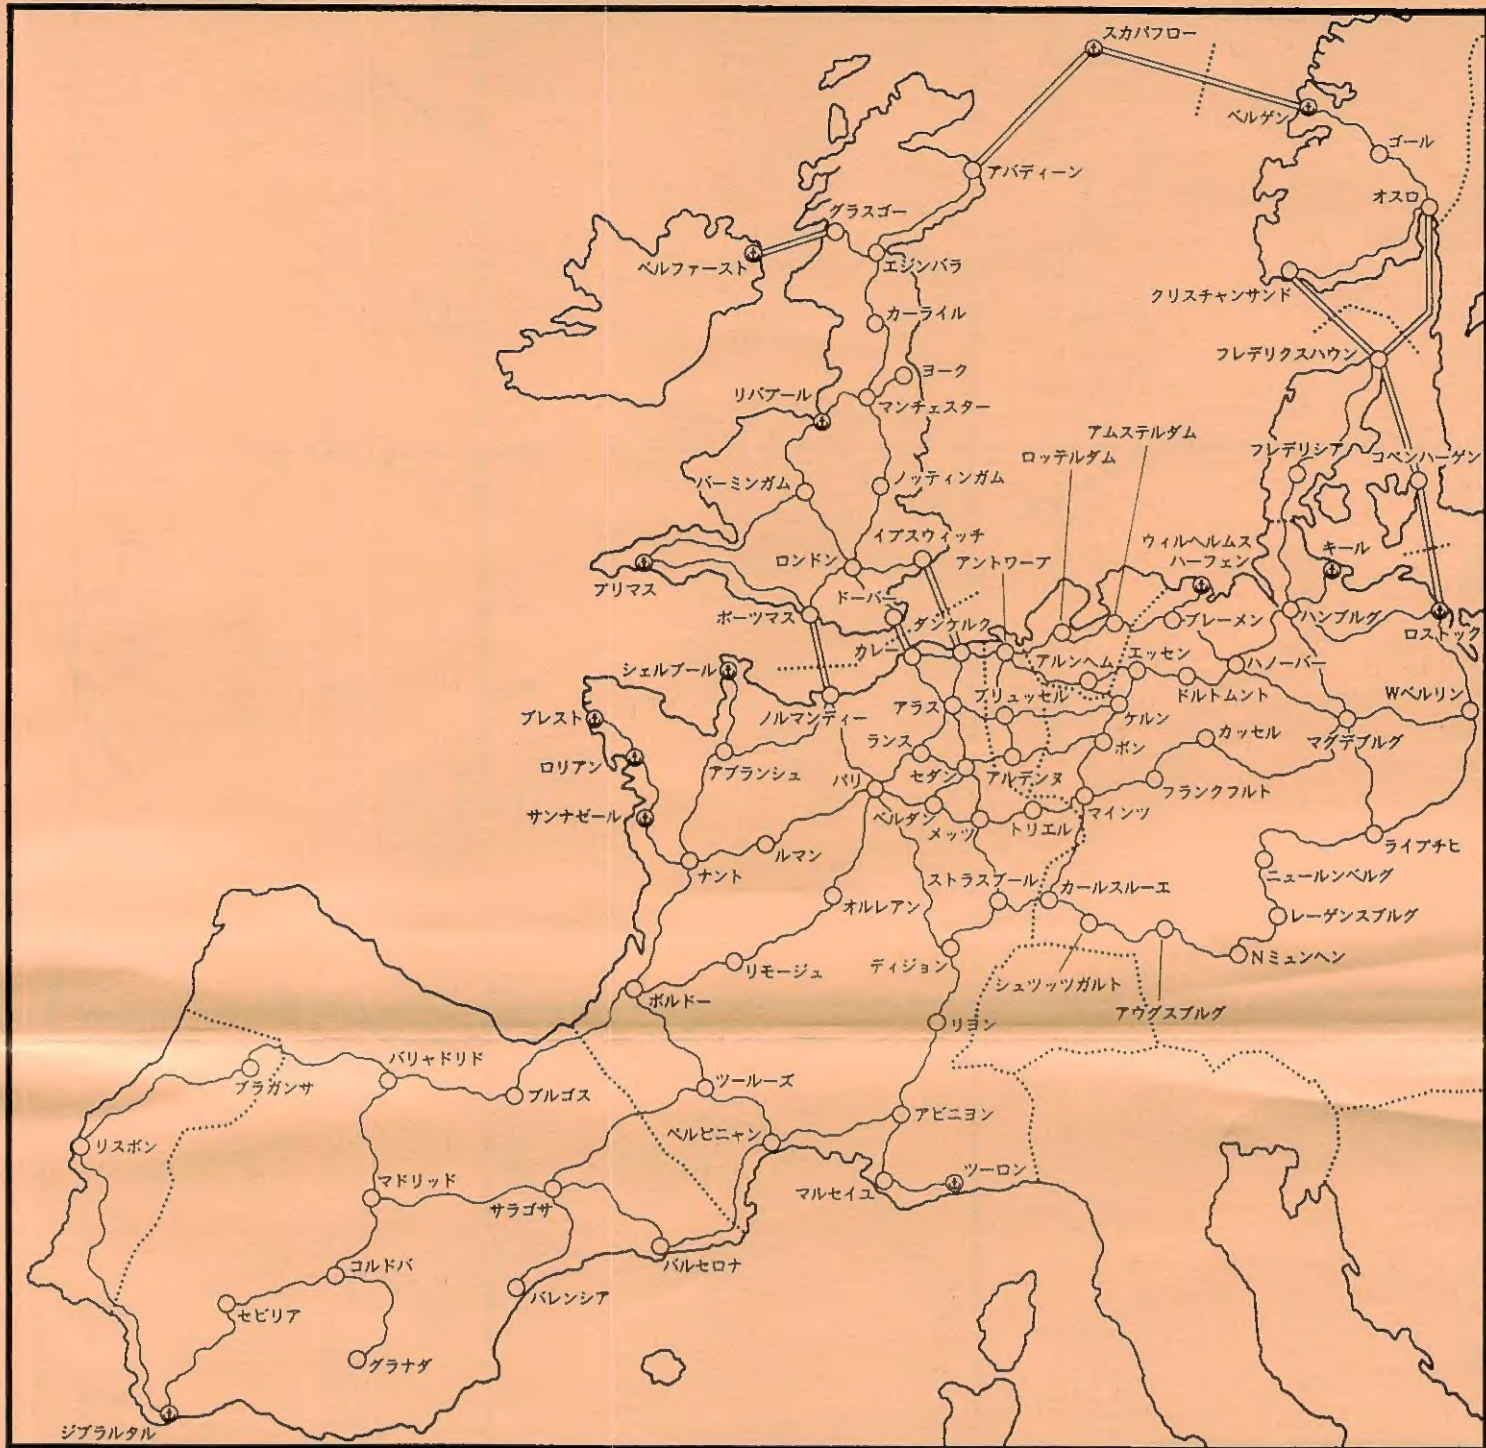 スカパフロー
ベルゲン
ゴール
アバディーン
オスロ
グラスゴー
ベルファースト
エジンバラ
クリスチャンサンド
カーライル
フレデリクスハウン
ヨーク
リバプール
マンチェスター
アムステルダム
ロッテルダム
フレデリシア
コペンハーゲン
バーミンガム
ノッティンガム
イプスウィッチ
ウィルヘルムス
ハーフェン
キール
ロンドン
アントワープ
プリマス
ドーバー
ポーツマス
ダンケルク
ブレーメン
ハンブルグ
ロストック
カレー
シェルブール
アルンヘム
エッセン
ハノーバー
ブリュッセル
ドルトムント
Wベルリン
ブレスト
ノルマンディー
アラス
ケルン
カッセル
マグデブルグ
ランス
ボン
ロリアン
アブランシュ
パリ
セダン
アルデンヌ
フランクフルト
サンナゼール
ベルダン
メッツ
トリエル
マインツ
ルマン
ライプチヒ
ナント
ストラスブール
カールスルーエ
ニュールンベルグ
オルレアン
レーゲンスブルグ
リモージュ
ディジョン
Nミュンヘン
シュツッツガルト
ボルドー
アウグスブルグ
リヨン
バリャドリド
ブラガンサ
ツールーズ
ブルゴス
アビニヨン
ペルピニャン
リスボン
ツーロン
マドリッド
マルセイユ
サラゴサ
コルドバ
バルセロナ
バレンシア
セビリア
グラナダ
ジブラルタル